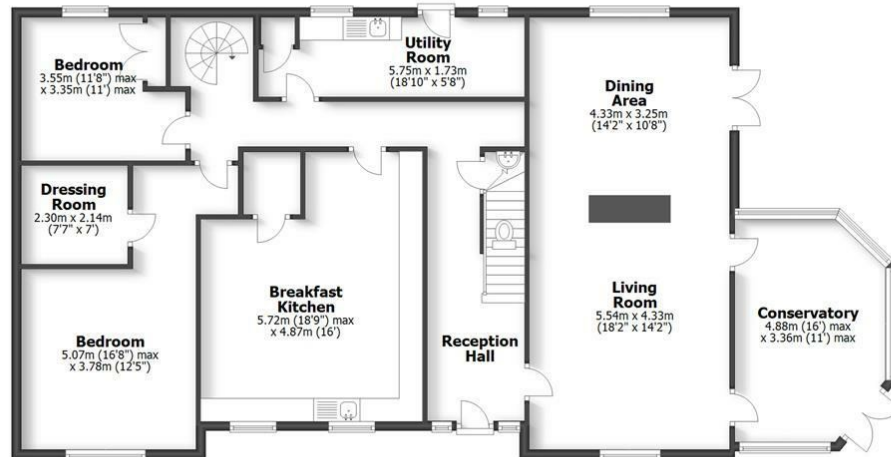 Bedroom
3.55m (11'8") max
x 3.35m (11') max
Utility
Room
5.75m x 1.73m
(18'10" x 5'8")
Dining
Area
4.33m x 3.25m
(14'2" x 10'8")
Dressing
Room
2.30m x 2.14m
(7'7" x 7')
Breakfast
Kitchen
5.72m (18'9") max
x 4.87m (16')
Living
Room
5.54m x 4.33m
(18'2" x 14'2")
Conservatory
4.88m (16') max
x 3.36m (11') max
Bedroom
5.07m (16'8") max
x 3.78m (12'5")
Reception
Hall